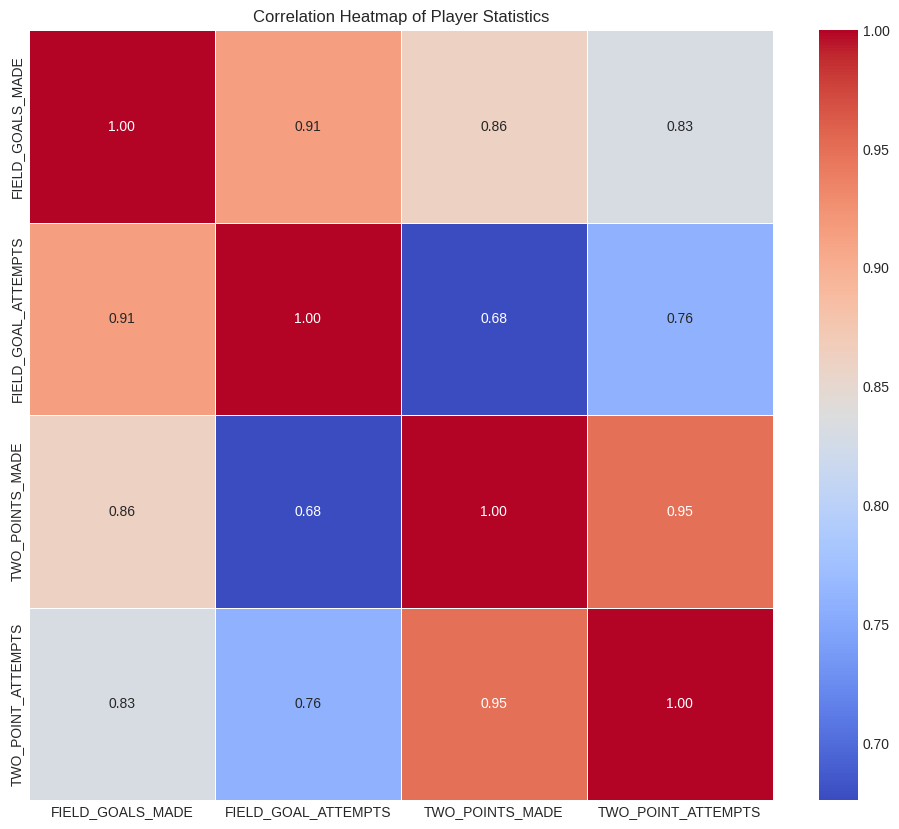 Correlation Heatmap of Player Statistics
FIELD_GOALS_MADE
1.00
0.91
0.86
0.83
FIELD_GOAL_ATTEMPTS
0.91
1.00
0.68
0.76
TWO_POINTS_MADE
0.86
0.68
1.00
0.95
TWO_POINT_ATTEMPTS
0.83
0.76
0.95
1.00
FIELD_GOALS_MADE
FIELD_GOAL_ATTEMPTS
TWO_POINTS_MADE
TWO_POINT_ATTEMPTS
1.00
0.95
0.90
0.85
0.80
0.75
0.70